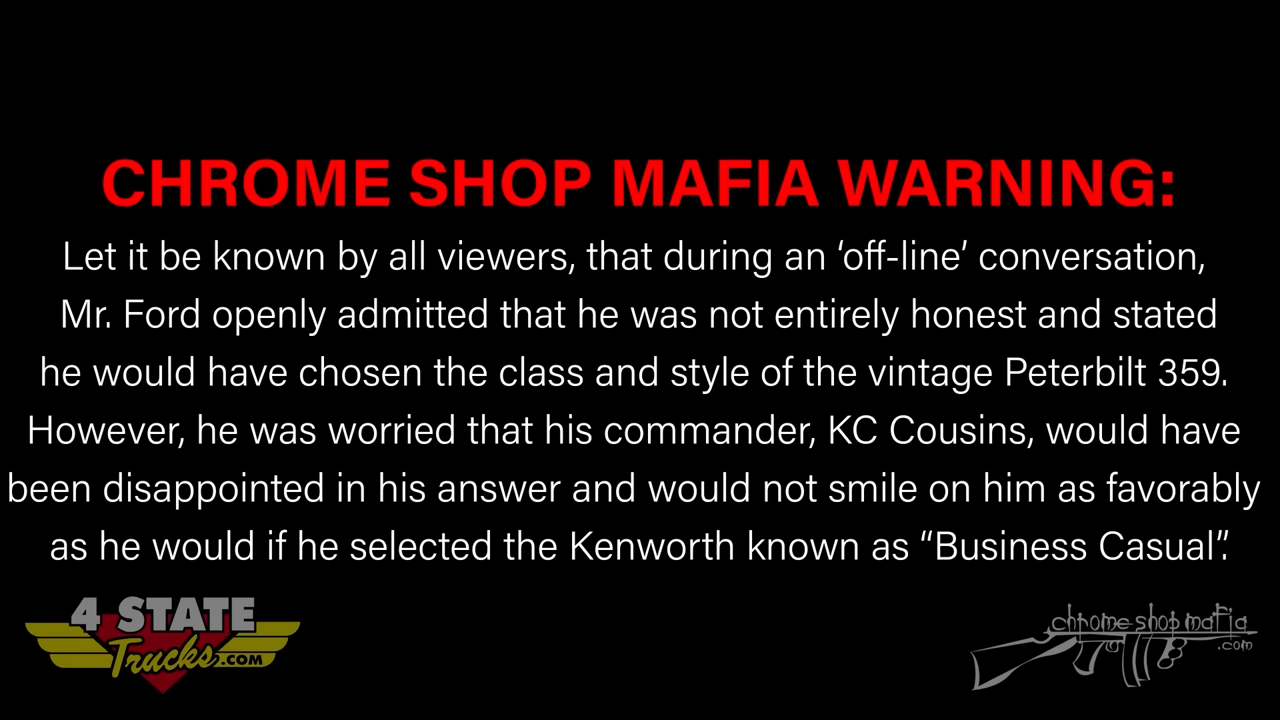 CHROME SHOP MAFIA WARNING:
Let it be known by all viewers, that during an ‘off-line’ conversation,
Mr. Ford openly admitted that he was not entirely honest and stated
he would have chosen the class and style of the vintage Peterbilt 359.
However, he was worried that his commander, KC Cousins, would have
been disappointed in his answer and would not smile on him as favorably
as he would if he selected the Kenworth known as “Business Casual”.
4 STATE
Trucks.COM
chrome shop mafia
.com